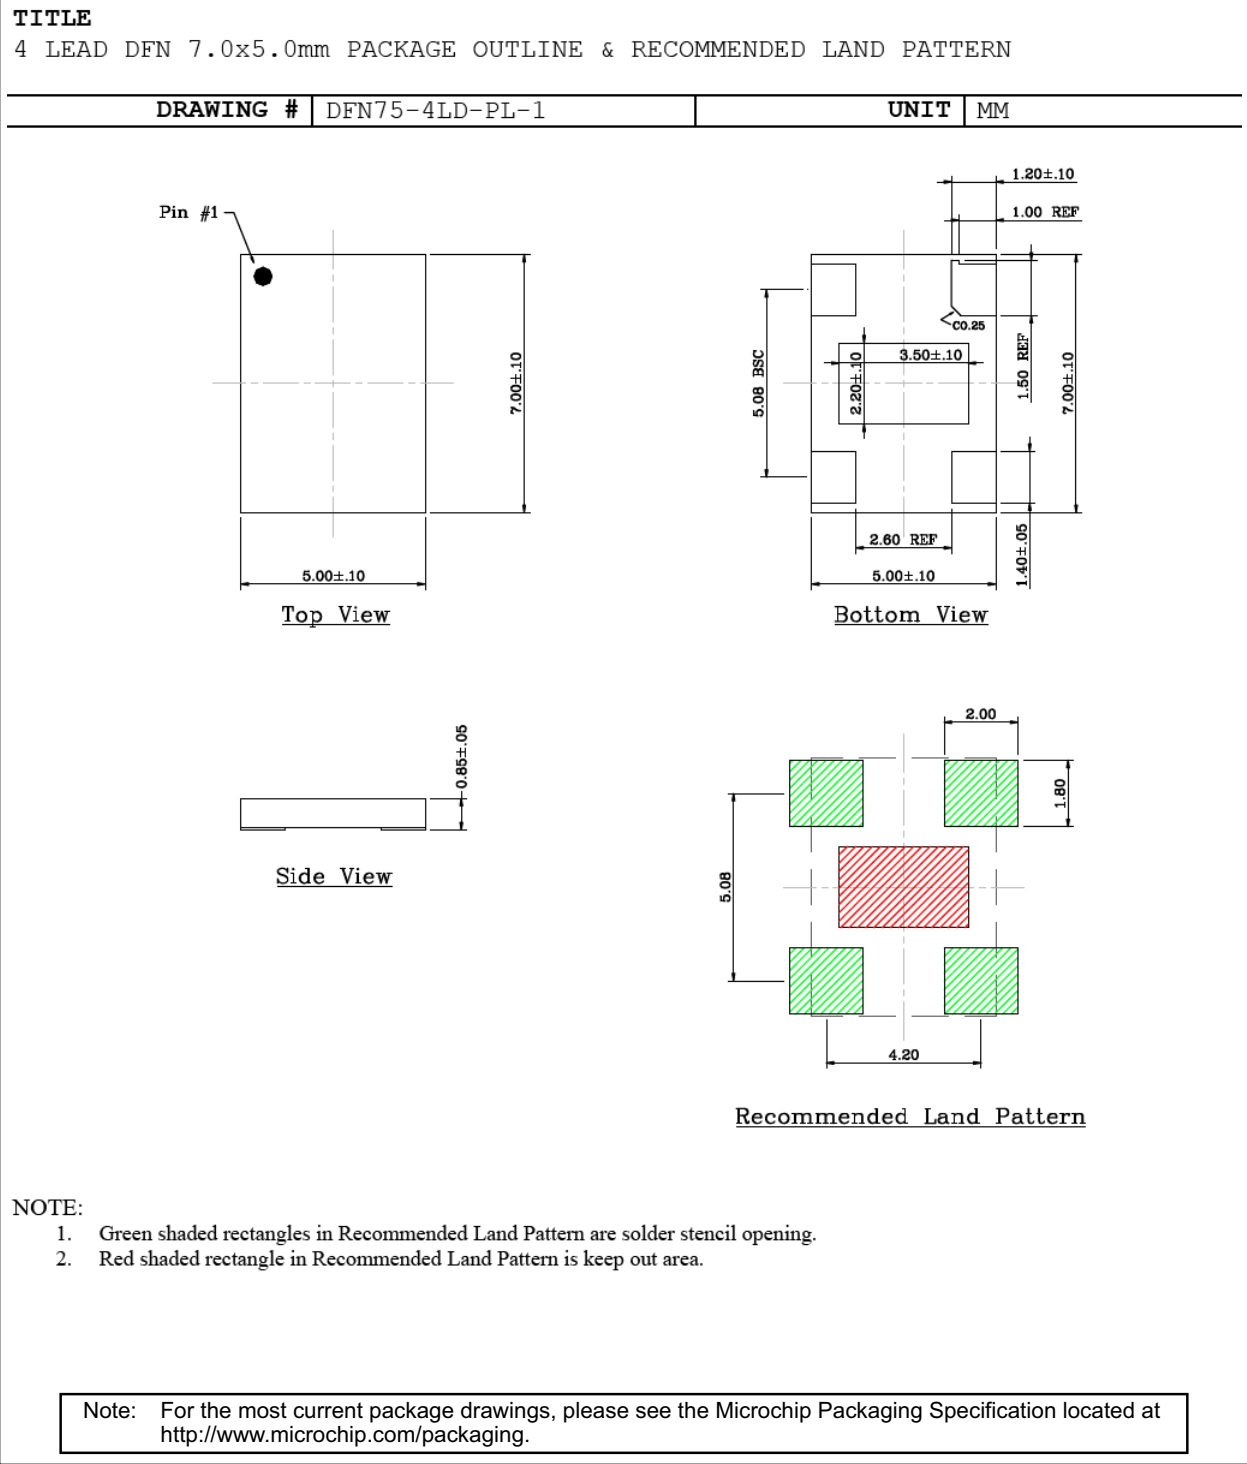 TITLE
4 LEAD DFN 7.0x5.0mm PACKAGE OUTLINE & RECOMMENDED LAND PATTERN
DRAWING # DFN75-4LD-PL-1 UNIT MM
Pin #1
7.00±.10
5.00±.10
Top View
1.20±.10
1.00 REF
C0.25
5.08 BSC
2.20±.10
3.50±.10
1.50 REF
7.00±.10
2.60 REF
1.40±.05
5.00±.10
Bottom View
0.85±.05
Side View
2.00
1.80
5.08
4.20
Recommended Land Pattern
NOTE:
1. Green shaded rectangles in Recommended Land Pattern are solder stencil opening.
2. Red shaded rectangle in Recommended Land Pattern is keep out area.
Note: For the most current package drawings, please see the Microchip Packaging Specification located at
http://www.microchip.com/packaging.